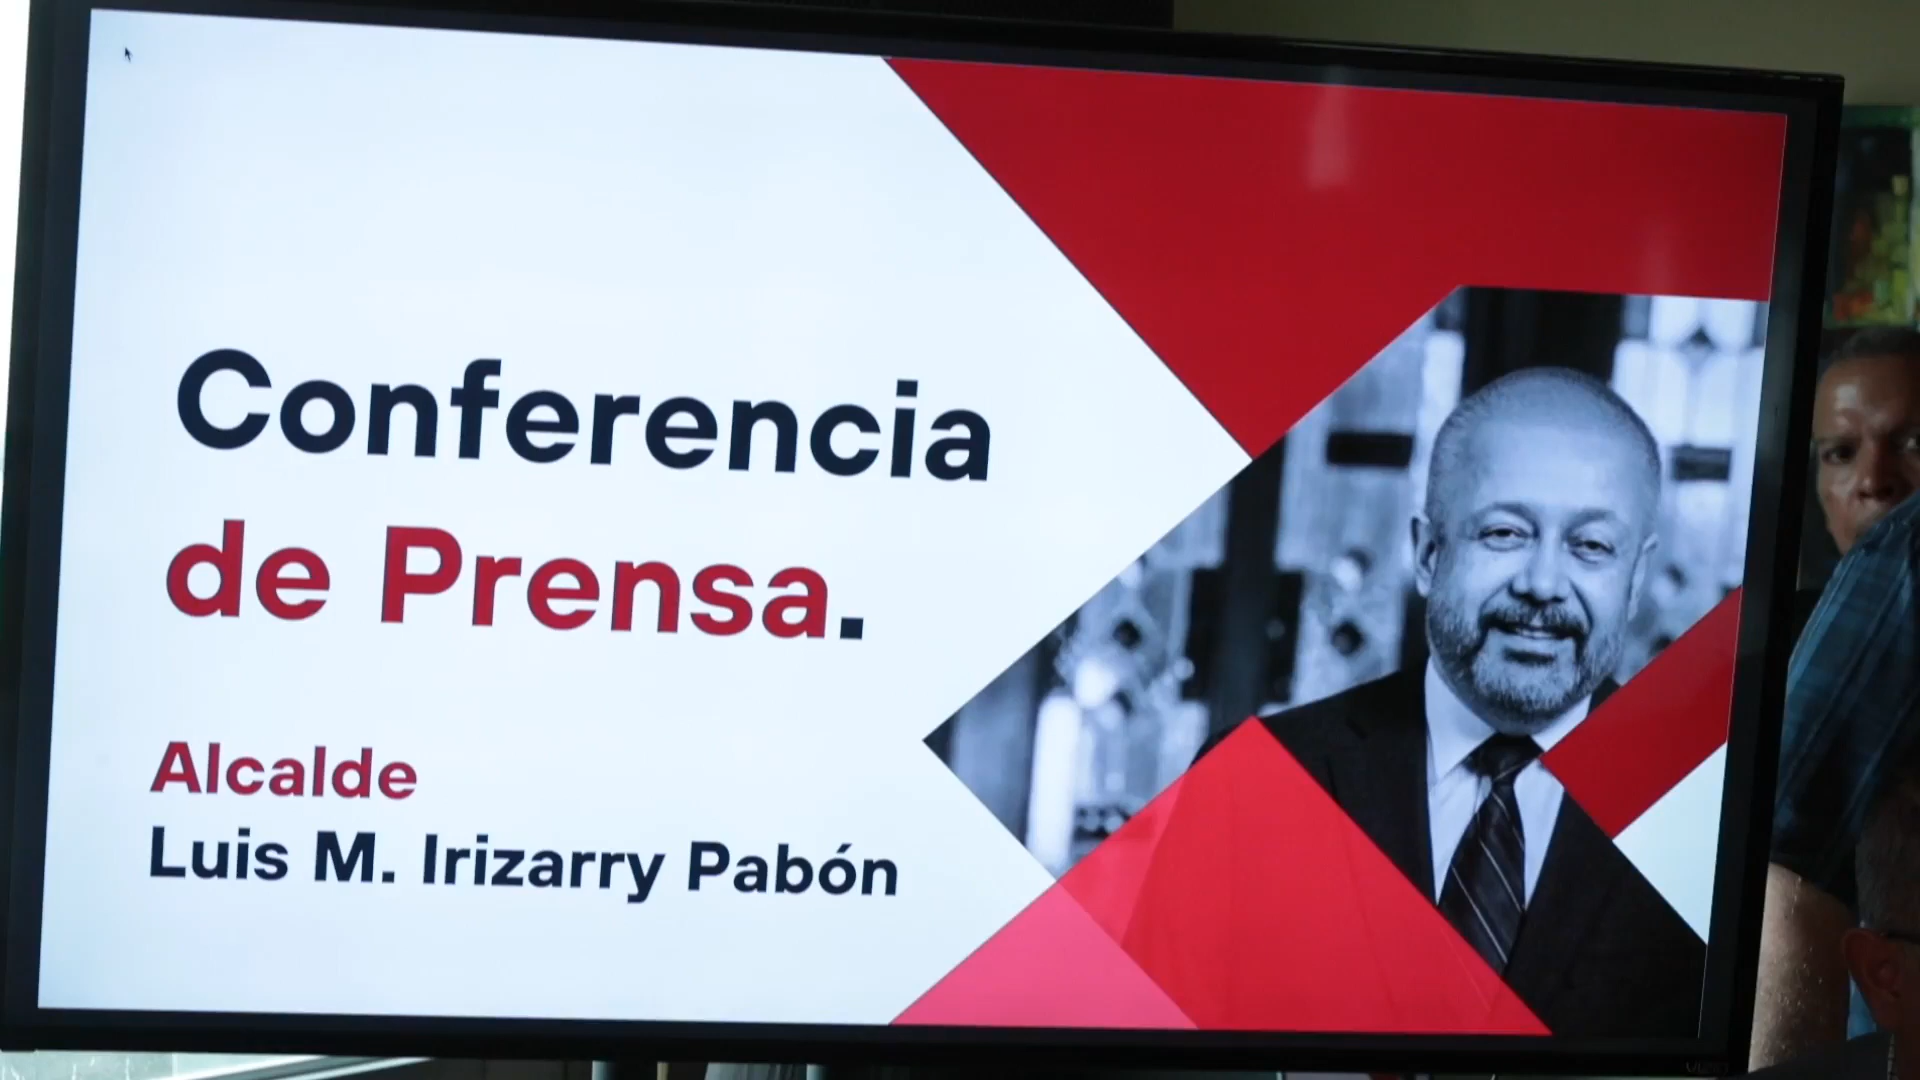 Conferencia
de Prensa.
Alcalde
Luis M. Irizarry Pabón